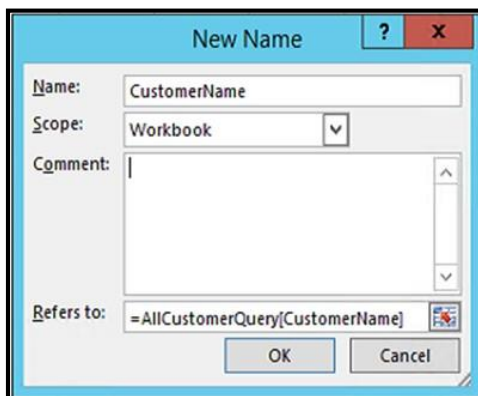 New Name
?
x
Name: CustomerName
Scope: Workbook
Comment:
Refers to: =AllCustomerQuery[CustomerName]
OK Cancel